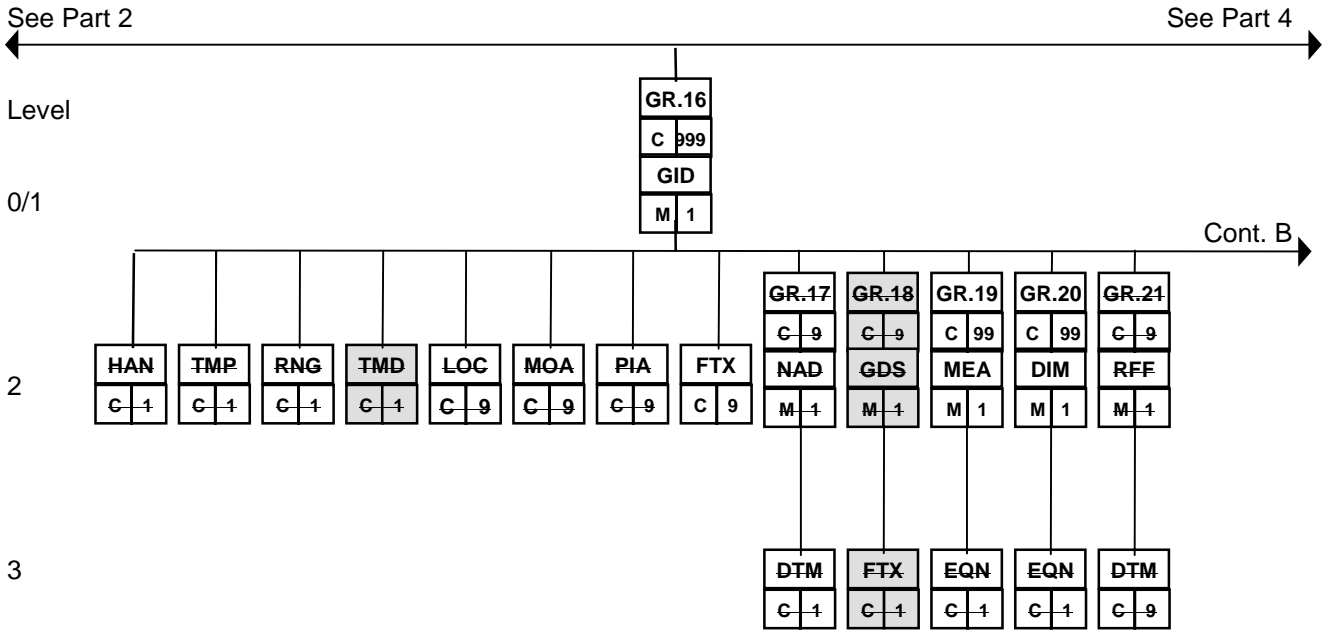 See Part 2 See Part 4
GR.16
Level
C 999
GID
0/1
M 1
Cont. B
GR.17 GR.18 GR.19 GR.20 GR.21
C 9 C 9 C 99 C 99 C 9
HAN TMP RNG TMD LOC MOA PIA FTX NAD GDS MEA DIM RFF
2
C 1 C 1 C 1 C 1 C 9 C 9 C 9 C 9 M 1 M 1 M 1 M 1 M 1
DTM FTX EQN EQN DTM
3
C 1 C 1 C 1 C 1 C 9